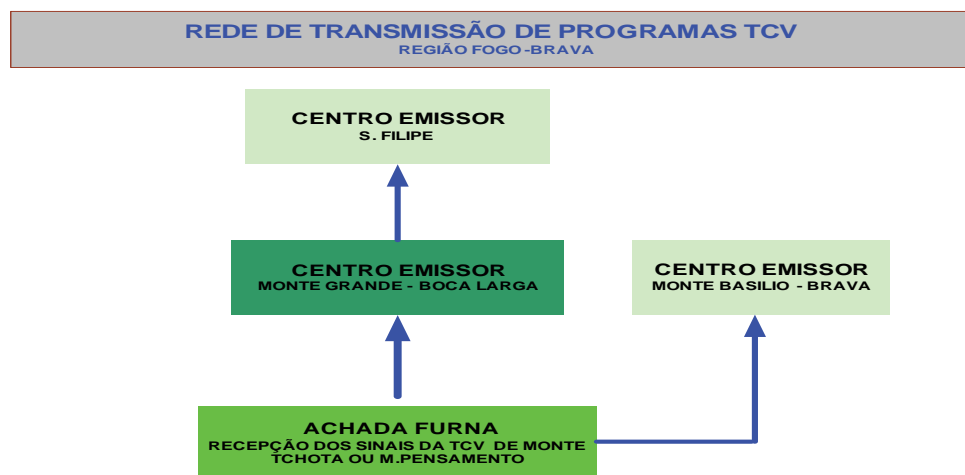 REDE DE TRANSMISSÃO DE PROGRAMAS TCV
REGIÃO FOGO-BRAVA
CENTRO EMISSOR
S. FILIPE
CENTRO EMISSOR
MONTE GRANDE - BOCA LARGA
CENTRO EMISSOR
MONTE BASILIO - BRAVA
ACHADA FURNA
RECEPÇÃO DOS SINAIS DA TCV DE MONTE
TCHOTA OU M.PENSAMENTO